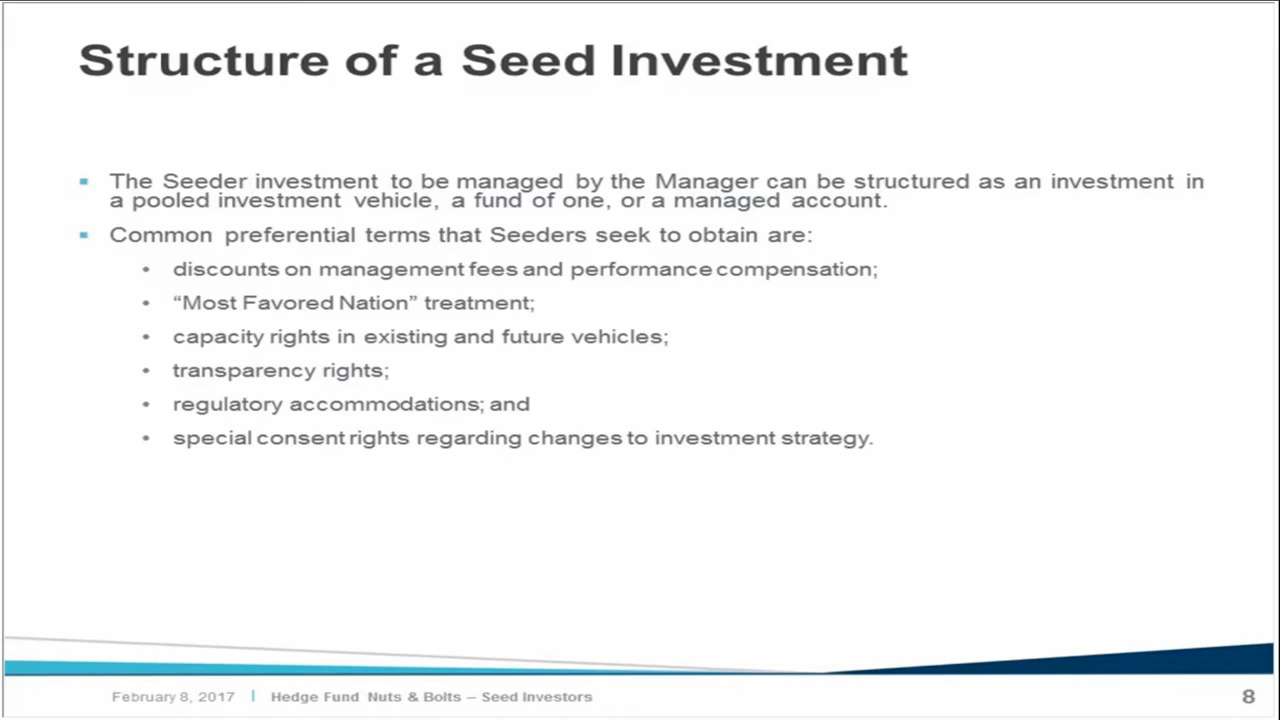 Structure of a Seed Investment
▪ The Seeder investment to be managed by the Manager can be structured as an investment in
a pooled investment vehicle, a fund of one, or a managed account.
▪ Common preferential terms that Seeders seek to obtain are:
• discounts on management fees and performance compensation;
• “Most Favored Nation” treatment;
• capacity rights in existing and future vehicles;
• transparency rights;
• regulatory accommodations; and
• special consent rights regarding changes to investment strategy.
February 8, 2017 | Hedge Fund Nuts & Bolts – Seed Investors 8